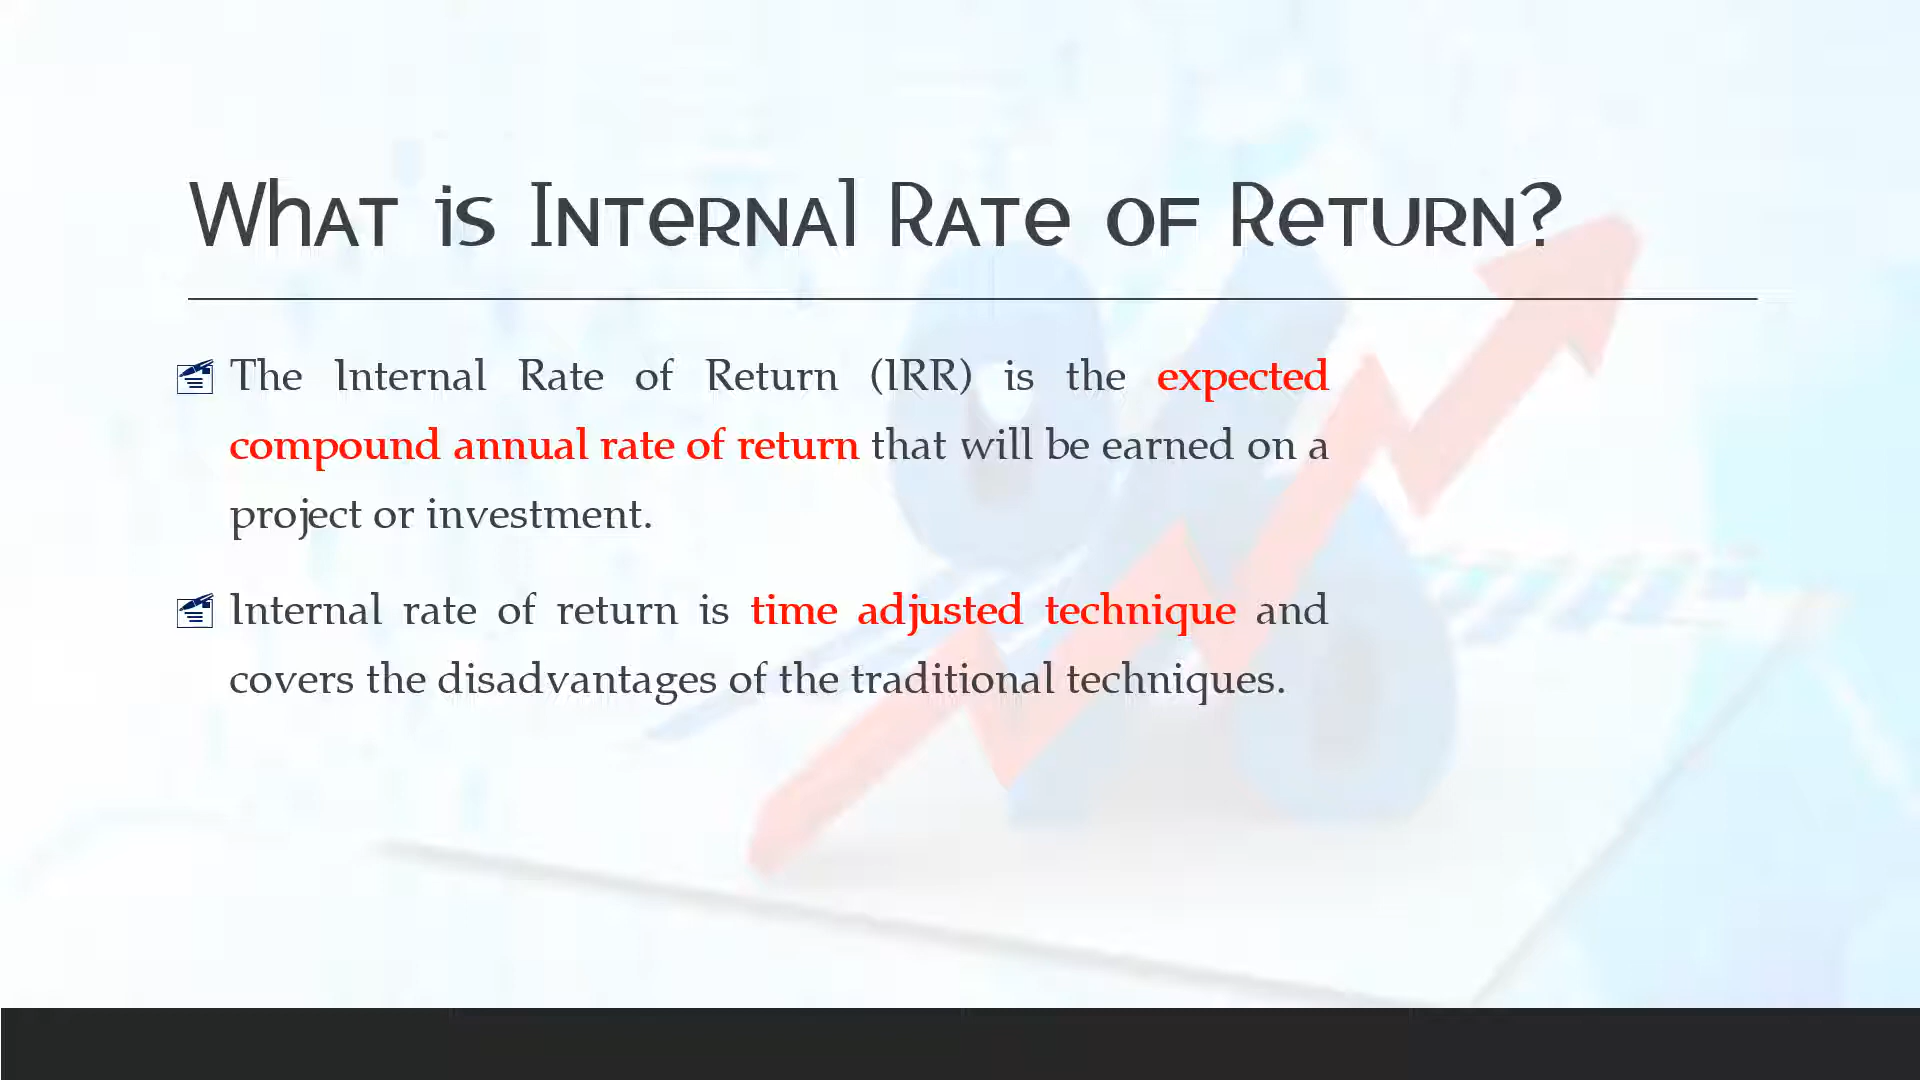 What is Internal Rate of Return?
The Internal Rate of Return (IRR) is the expected
compound annual rate of return that will be earned on a
project or investment.
Internal rate of return is time adjusted technique and
covers the disadvantages of the traditional techniques.